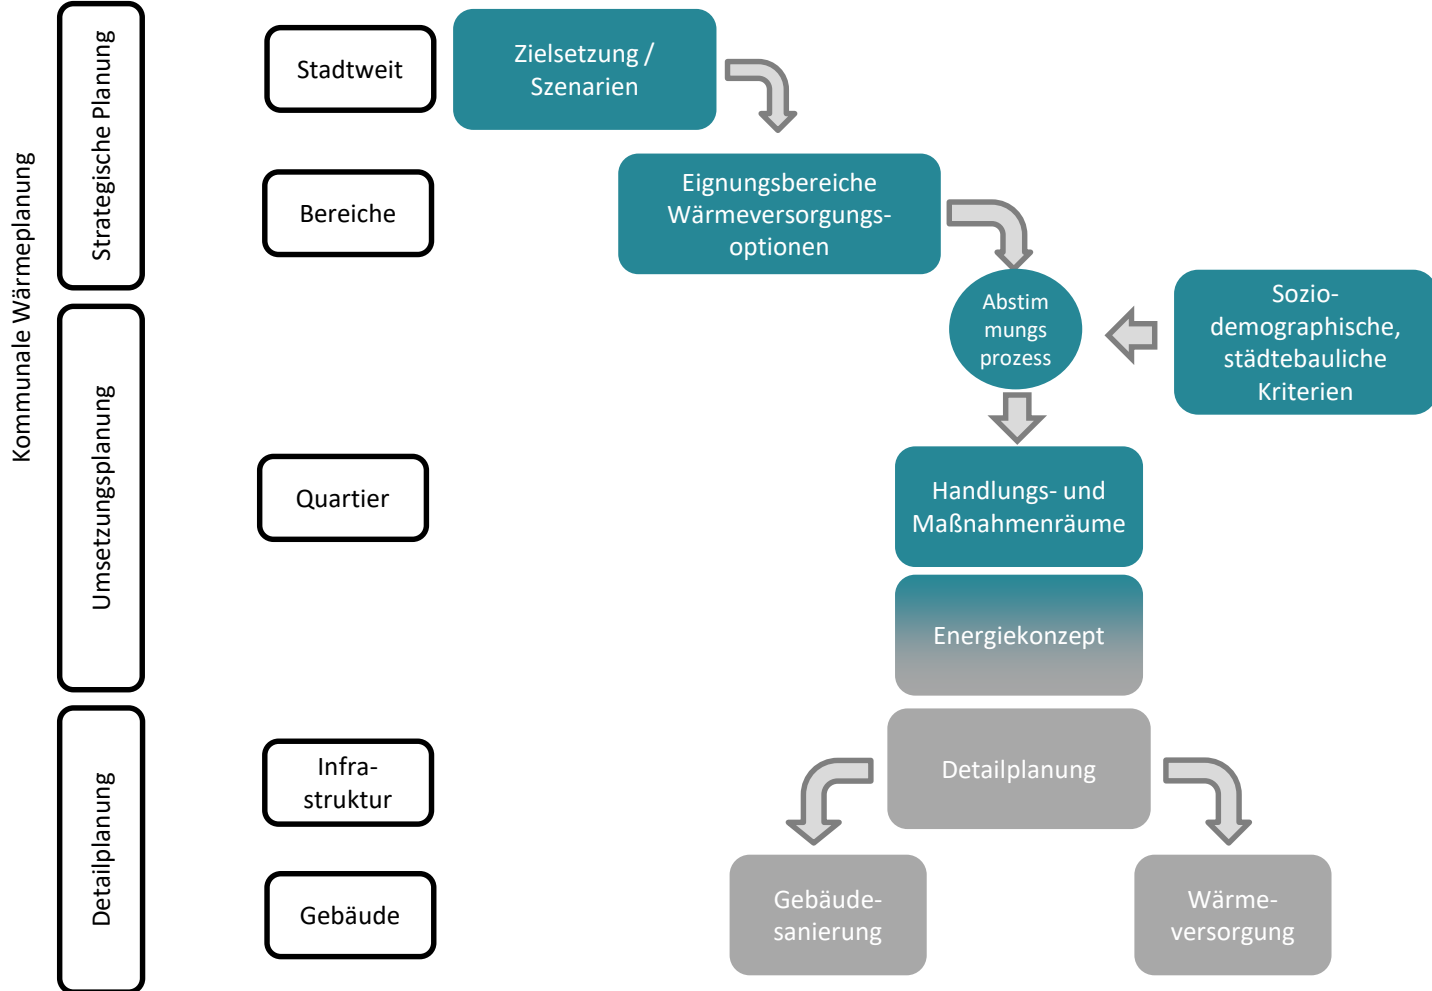 Kommunale Wärmeplanung
Strategische Planung
Umsetzungsplanung
Detailplanung
Stadtweit
Bereiche
Quartier
Infra-
struktur
Gebäude
Zielsetzung /
Szenarien
Eignungsbereiche
Wärmeversorgungs-
optionen
Abstim
mungs
prozess
Sozio-
demographische,
städtebauliche
Kriterien
Handlungs- und
Maßnahmenräume
Energiekonzept
Detailplanung
Gebäude-
sanierung
Wärme-
versorgung